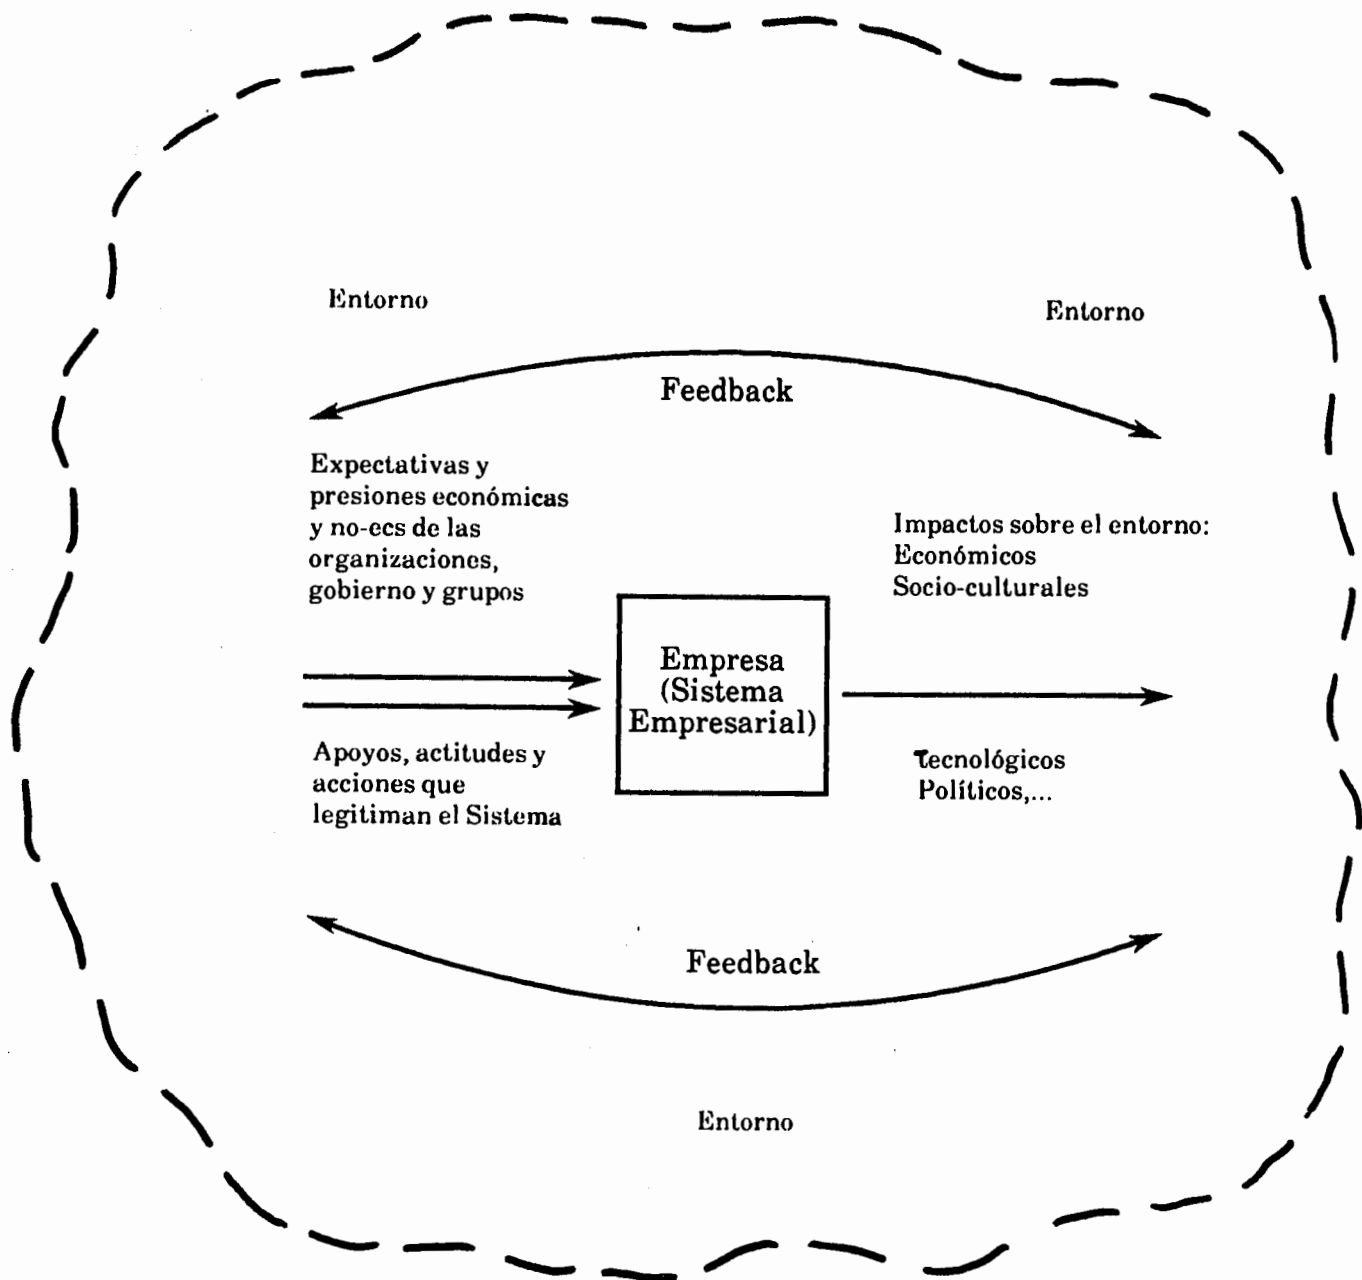 Entorno
Entorno
Feedback
Expectativas y
presiones económicas
y no-ecs de las
organizaciones,
gobierno y grupos
Impactos sobre el entorno:
Económicos
Socio-culturales
Empresa
(Sistema
Empresarial)
Apoyos, actitudes y
acciones que
legitiman el Sistema
Tecnológicos
Políticos,...
Feedback
Entorno